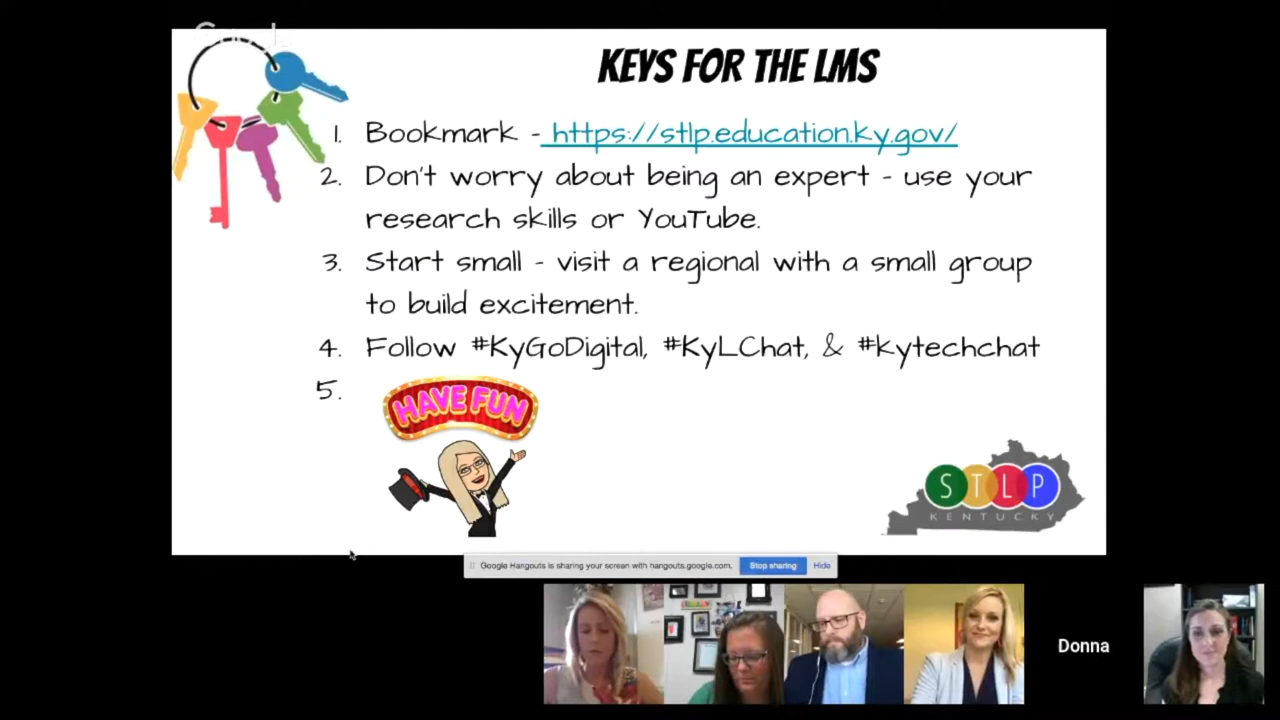 KEYS FOR THE LMS
1. Bookmark - https://stlp.education.ky.gov/
2. Don't worry about being an expert - use your
research skills or YouTube.
3. Start small - visit a regional with a small group
to build excitement.
4. Follow #KyGoDigital, #KyLChat, & #kytechchat
5.
HAVE FUN
STLP
KENTUCKY
Google Hangouts is sharing your screen with hangouts.google.com.
Stop sharing
Hide
Donna